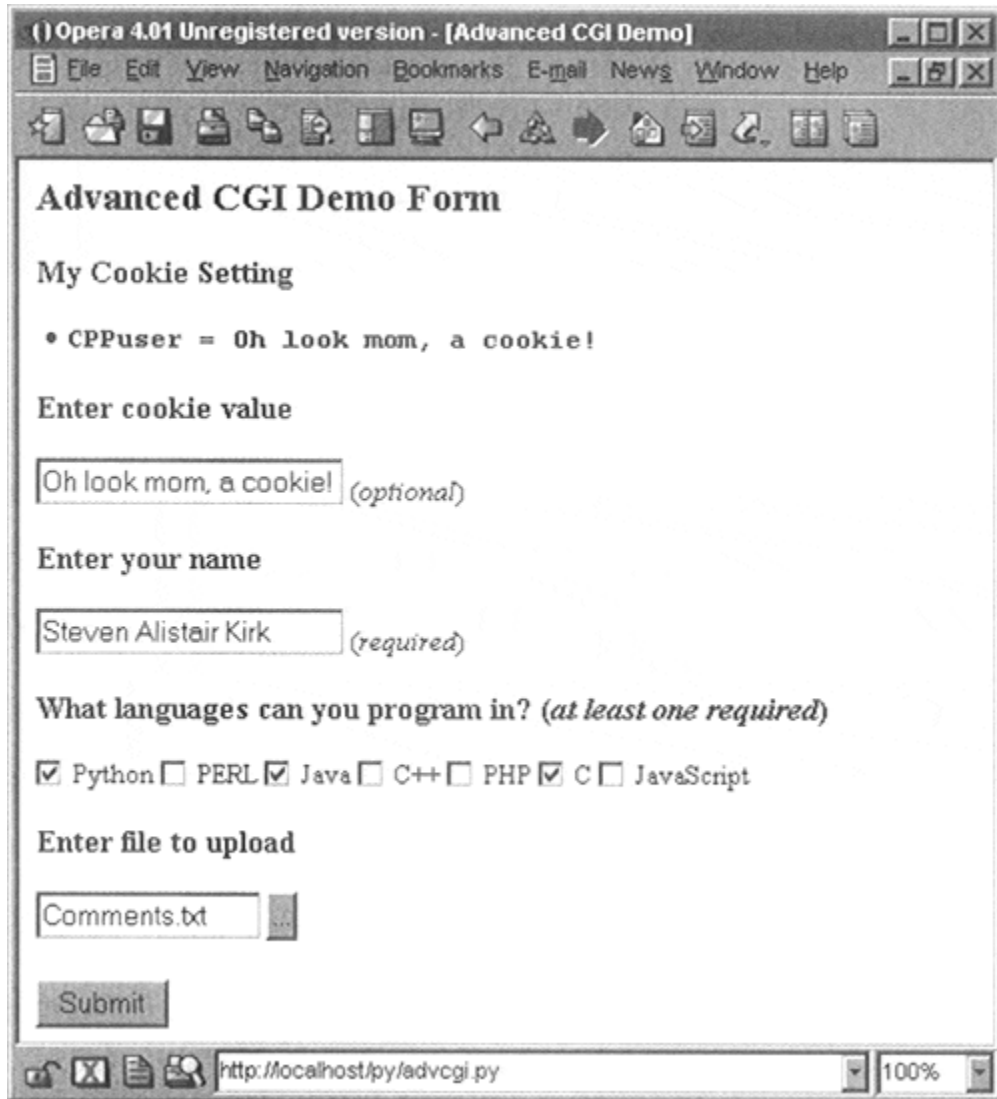 () Opera 4.01 Unregistered version - [Advanced CGI Demo]
File Edit View Navigation Bookmarks E-mail News Window Help
Advanced CGI Demo Form
My Cookie Setting
• CPPuser = Oh look mom, a cookie!
Enter cookie value
Oh look mom, a cookie! (optional)
Enter your name
Steven Alistair Kirk (required)
What languages can you program in? (at least one required)
Python PERL Java C++ PHP C JavaScript
Enter file to upload
Comments.txt ...
Submit
http://localhost/py/advcgi.py 100%